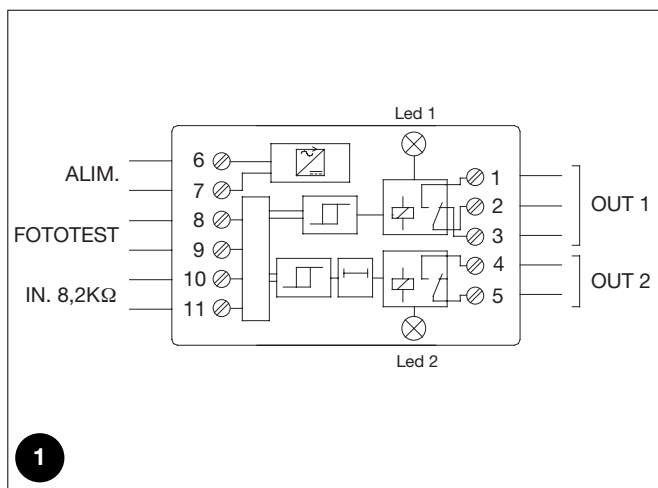 Led 1
ALIM.
6
7
FOTOTEST
8
9
IN. 8,2KΩ
10
11
1
2
3
OUT 1
4
5
OUT 2
Led 2
1